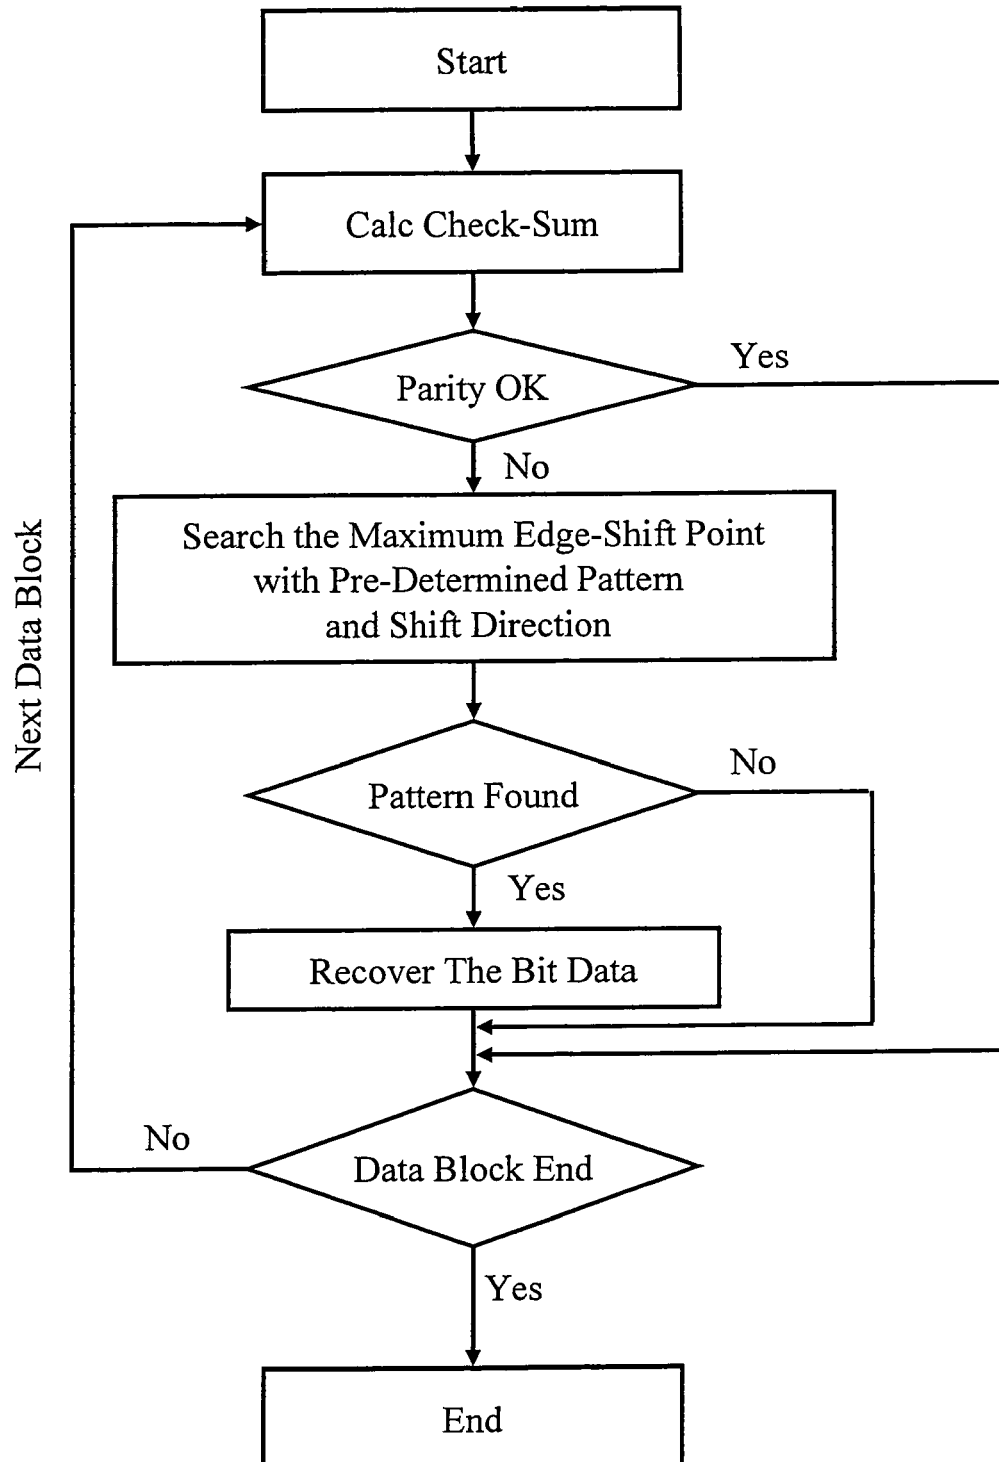 Start
Calc Check-Sum
Parity OK
Yes
No
Search the Maximum Edge-Shift Point
with Pre-Determined Pattern
and Shift Direction
Next Data Block
Pattern Found
No
Yes
Recover The Bit Data
No
Data Block End
Yes
End